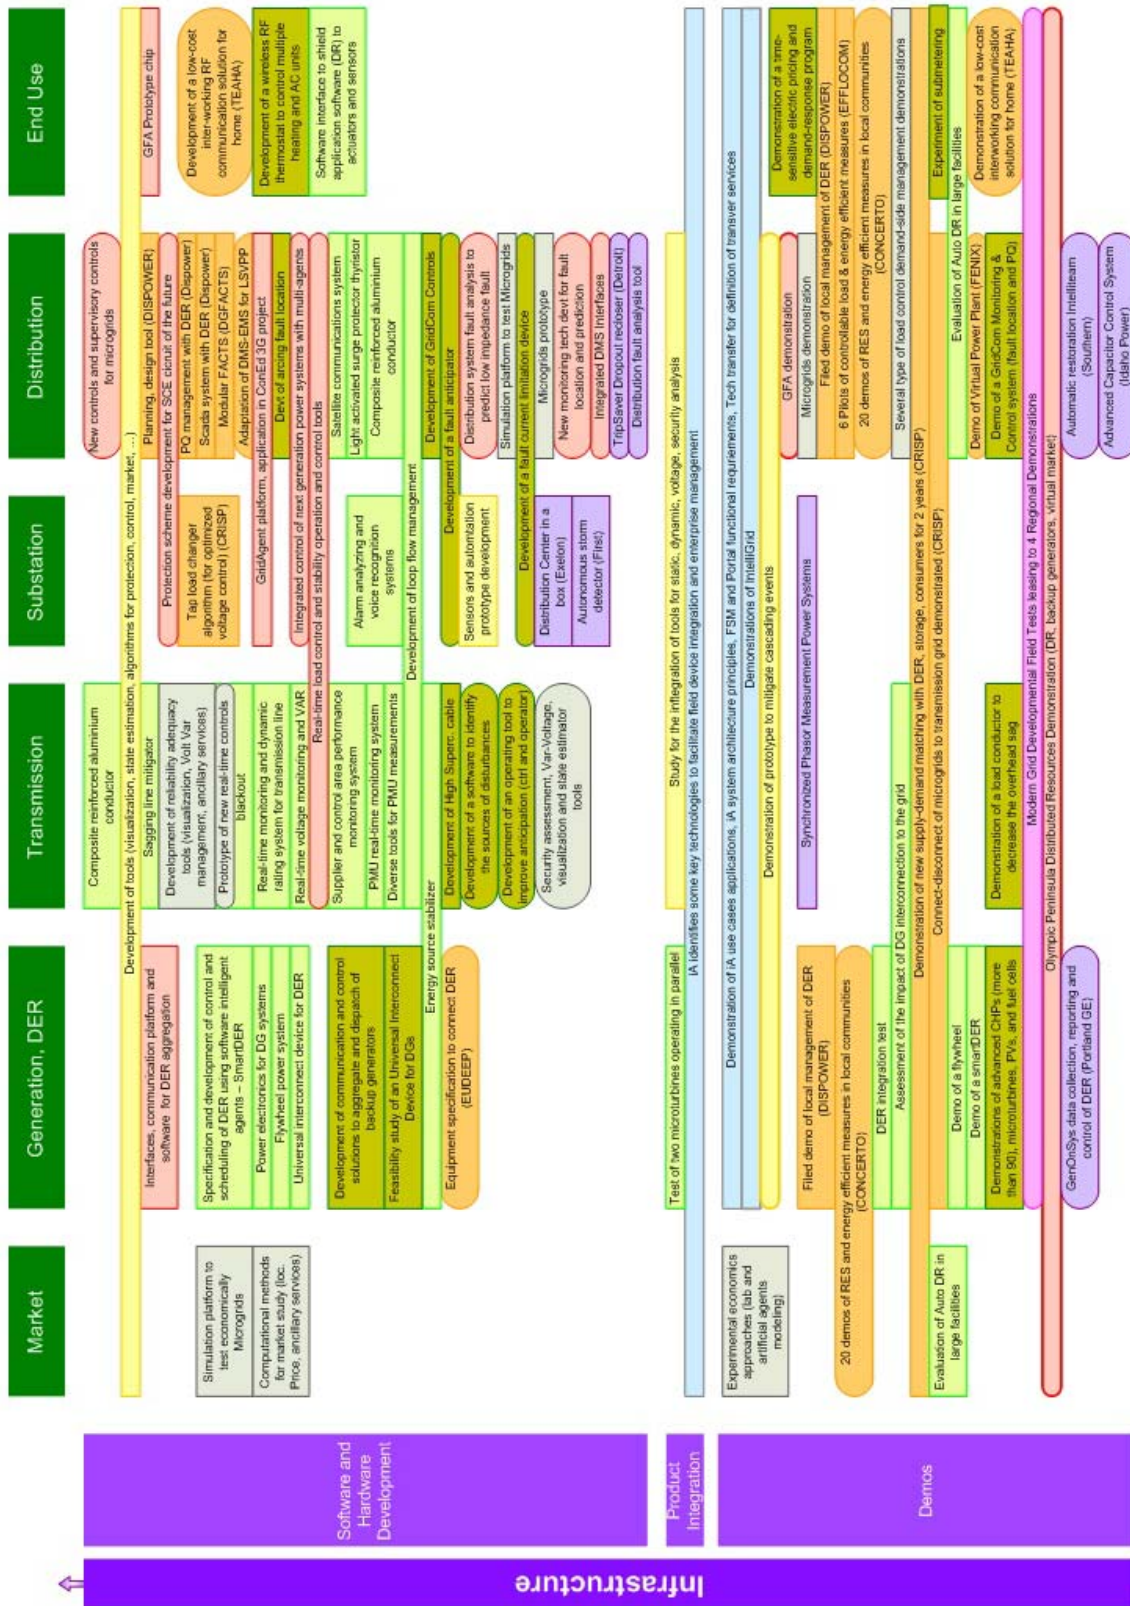 Market
Generation, DER
Transmission
Substation
Distribution
End Use
Infrastructure
Software and
Hardware
Development
Product
Integration
Demos
New controls and supervisory controls
for microgrids
Composite reinforced aluminium
conductor
Development of tools (visualization, state estimation, algorithms for protection, control, market, ...)
Interfaces, communication platform and
software for DER aggregation
Sagging line mitigator
Planning, design tool (DISPOWER)
GFA Prototype chip
Development of reliability adequacy
tools (visualization, Volt Var
management, ancillary services)
Protection scheme development for SCE cicruit of the future
Tap load changer
algorithm (for optimized
voltage control) (CRISP)
PQ management with DER (Dispower)
Scada system with DER (Dispower)
Modular FACTS (DGFACTS)
Adaptation of DMS-EMS for LSVPP
Development of a low-cost
inter-working RF
communication solution for
home (TEAHA)
Simulation platform to
test economically
Microgrids
Specification and development of control and
scheduling of DER using software intelligent
agents – SmartDER
Prototype of new real-time controls
blackout
GridAgent platform, application in ConEd 3G project
Computational methods
for market study (loc.
Price, ancillary services)
Power electronics for DG systems
Flywheel power system
Universal interconnect device for DER
Real-time monitoring and dynamic
rating system for transmission line
Real-time voltage monitoring and VAR
Devt of arcing fault location
Integrated control of next generation power systems with multi-agents
Real-time load control and stability operation and control tools
Development of a wireless RF
thermostat to control multiple
heating and AC units
Software interface to shield
application software (DR) to
actuators and sensors
Development of communication and control
solutions to aggregate and dispatch of
backup generators
Feasibility study of an Universal Interconnect
Device for DGs
Supplier and control area performance
monitoring system
PMU real-time monitoring system
Diverse tools for PMU measurements
Alarm analyzing and
voice recognition
systems
Satellite communications system
Light activated surge protector thyristor
Composite reinforced aluminium
conductor
Development of loop flow management
Energy source stabilizer
Equipment specification to connect DER
(EUDEEP)
Development of High Superc. cable
Development of a software to identify
the sources of disturbances
Development of an operating tool to
improve anticipation (ctrl and operator)
Security assessment, Var-Voltage,
visualization and state estimator
tools
Development of GridCom Controls
Development of a fault anticipator
Sensors and automtation
prototype development
Distribution system fault analysis to
predict low impedance fault
Simulation platform to test Microgrids
Development of a fault current limitation device
Distribution Center in a
box (Exelon)
Autonomous storm
detector (First)
Microgrids prototype
New monitoring tech devt for fault
location and prediction
Integrated DMS Interfaces
TripSaver Dropout recloser (Detroit)
Distribution fault analysis tool
Test of two microturbines operating in parallel
Study for the intregration of tools for static, dynamic, voltage, security analysis
iA identifies some key technologies to facilitate field device integration and enterprise management
Experimental economics
approaches (lab and
artificial agents
modeling)
Demonstration of iA use cases applications, iA system architecture principles, FSM and Portal functional requriements, Tech transfer for definition of transver services
Demonstrations of IntelliGrid
Demonstration of prototype to mitigate cascading events
Filed demo of local management of DER
(DISPOWER)
Synchronized Phasor Measurement Power Systems
GFA demonstration
Microgrids demonstration
Demonstration of a time-
sensitive electric pricing and
demand-response program
Filed demo of local management of DER (DISPOWER)
6 Pilots of controllable load & energy efficient measures (EFFLOCOM)
20 demos of RES and energy efficient measures in local communities
(CONCERTO)
20 demos of RES and energy efficient measures in local communities
(CONCERTO)
DER integration test
Assessment of the impact of DG interconnection to the grid
Several type of load control demand-side management demonstrations
Demonstration of new supply-demand matching with DER, storage, consumers for 2 years (CRISP)
Connect-disconnect of microgrids to transmission grid demonstrated (CRISP)
Evaluation of Auto DR in
large facilities
Demo of a flywheel
Demo of a smartDER
Experiment of submetering
Evaluation of Auto DR in large facilities
Demo of Virtual Power Plant (FENIX)
Demonstration of a low-cost
interworking communication
solution for home (TEAHA)
Demonstrations of advanced CHPs (more
than 90), microturbines, PVs, and fuel cells
Demonstration of a load conductor to
decrease the overhead sag
Demo of a GridCom Monitoring &
Control system (fault location and PQ)
Modern Grid Developmental Field Tests leasing to 4 Regional Demonstrations
Olympic Peninsula Distributed Resources Demonstration (DR, backup generators, virtual market)
GenOnSys data collection, reporting and
control of DER (Portland GE)
Automatic restoration Intelliteam
(Southern)
Advanced Capacitor Control System
(Idaho Power)